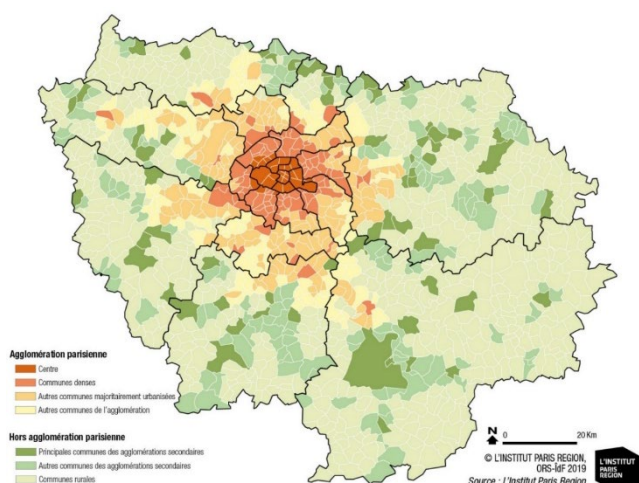 Agglomération parisienne
Centre
Communes denses
Autres communes majoritairement urbanisées
Autres communes de l'agglomération
Hors agglomération parisienne
Principales communes des agglomérations secondaires
Autres communes des agglomérations secondaires
Communes rurales
N
0 20 Km
© L'INSTITUT PARIS REGION,
ORS-îdF 2019
Source : L'Institut Paris Region
L'INSTITUT
PARIS
REGION